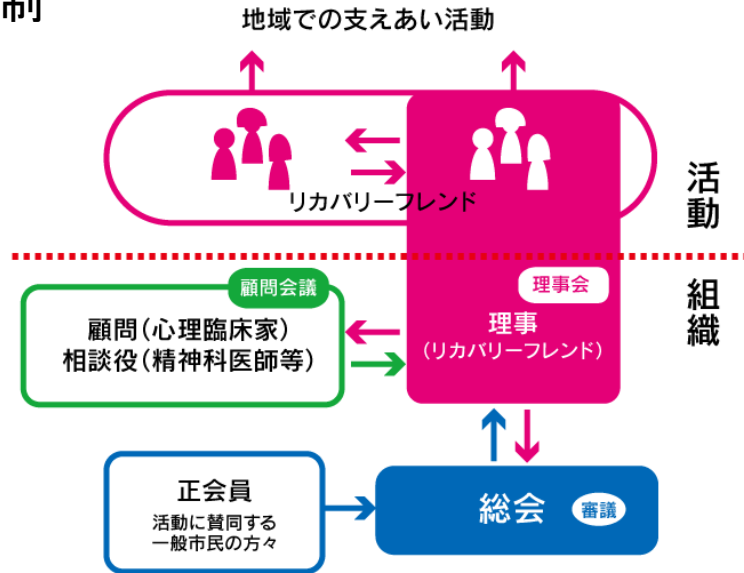 制
地域での支えあい活動
リカバリーフレンド
活動
顧問会議
顧問（心理臨床家）
相談役（精神科医師等）
理事会
理事
（リカバリーフレンド）
組織
正会員
活動に賛同する
一般市民の方々
総会
審議